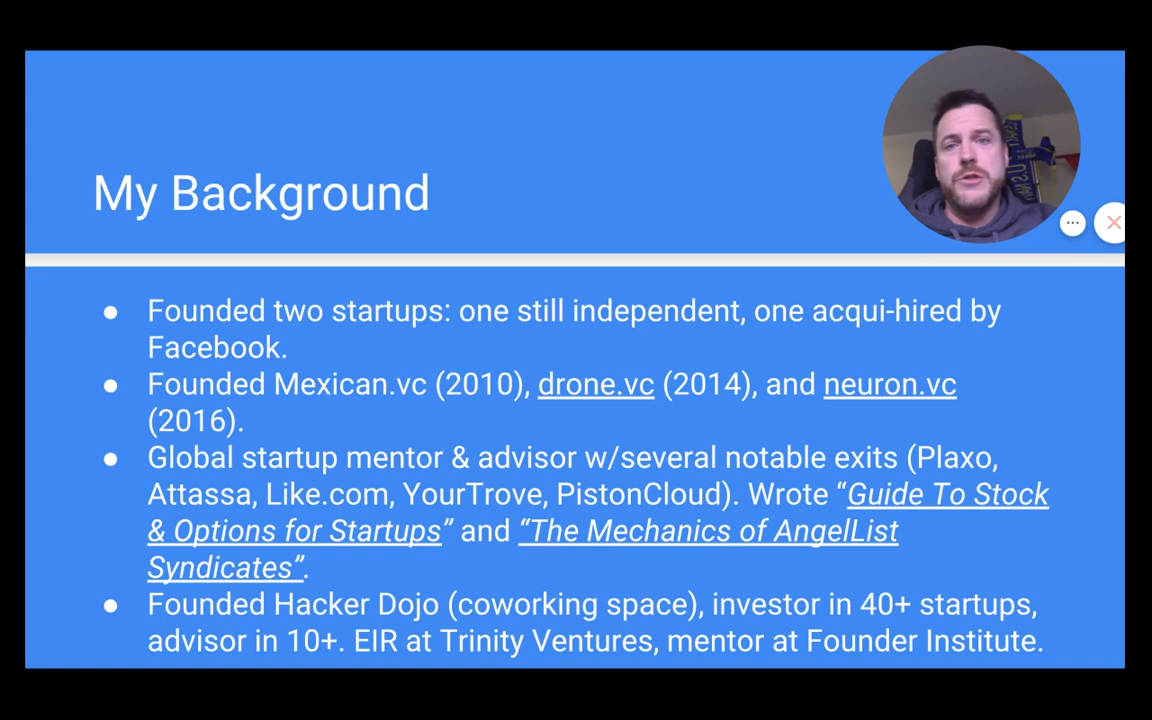 My Background
● Founded two startups: one still independent, one acqui-hired by
Facebook.
● Founded Mexican.vc (2010), drone.vc (2014), and neuron.vc
(2016).
● Global startup mentor & advisor w/several notable exits (Plaxo,
Attassa, Like.com, YourTrove, PistonCloud). Wrote “Guide To Stock
& Options for Startups” and “The Mechanics of AngelList
Syndicates”.
● Founded Hacker Dojo (coworking space), investor in 40+ startups,
advisor in 10+. EIR at Trinity Ventures, mentor at Founder Institute.